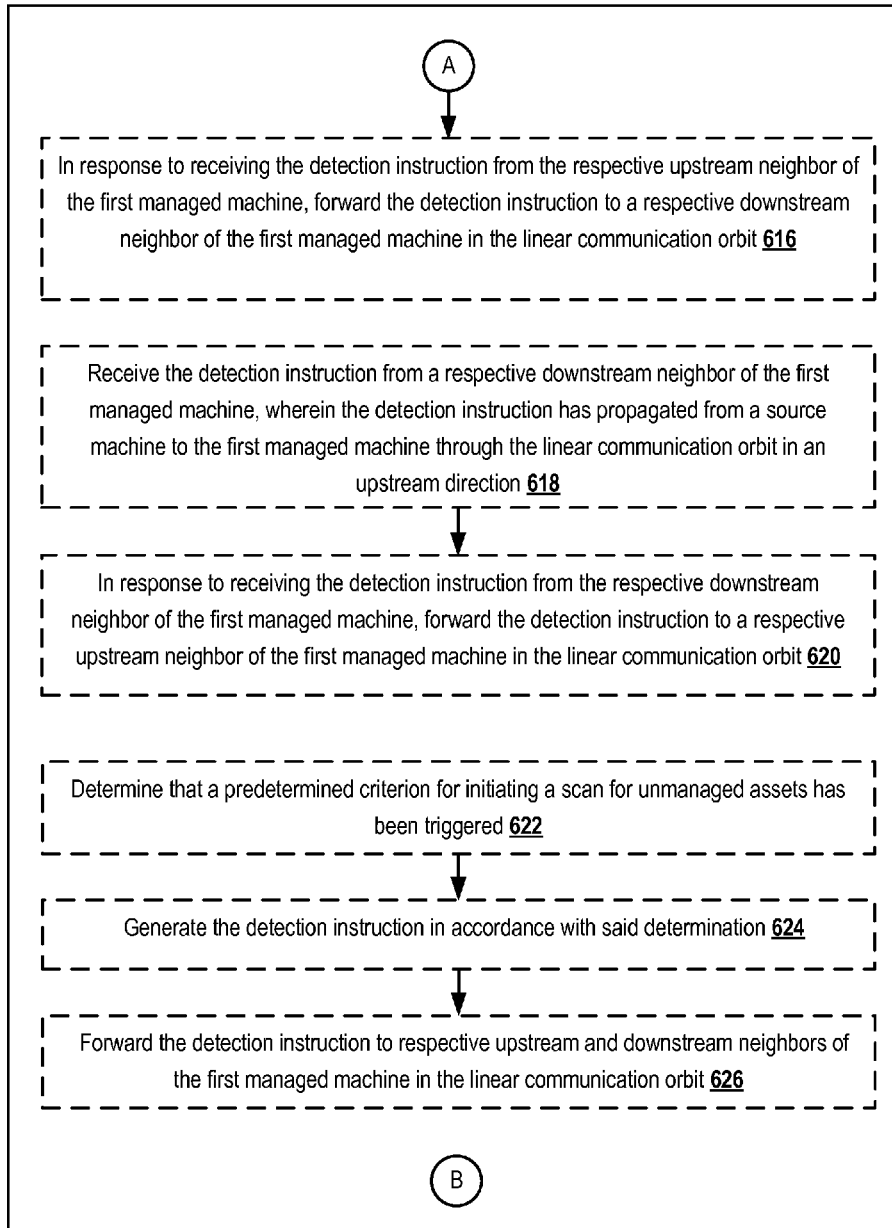 A
In response to receiving the detection instruction from the respective upstream neighbor of
the first managed machine, forward the detection instruction to a respective downstream
neighbor of the first managed machine in the linear communication orbit 616
Receive the detection instruction from a respective downstream neighbor of the first
managed machine, wherein the detection instruction has propagated from a source
machine to the first managed machine through the linear communication orbit in an
upstream direction 618
In response to receiving the detection instruction from the respective downstream
neighbor of the first managed machine, forward the detection instruction to a respective
upstream neighbor of the first managed machine in the linear communication orbit 620
Determine that a predetermined criterion for initiating a scan for unmanaged assets has
been triggered 622
Generate the detection instruction in accordance with said determination 624
Forward the detection instruction to respective upstream and downstream neighbors of
the first managed machine in the linear communication orbit 626
B